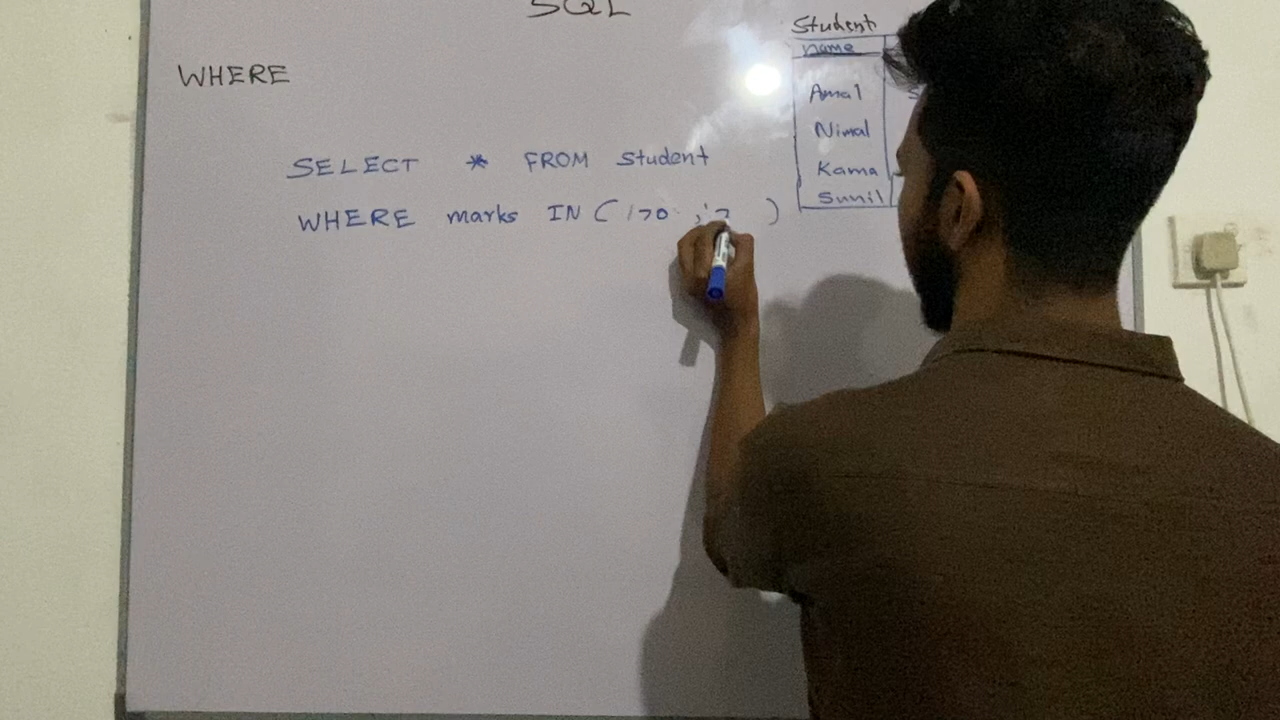 SQL
WHERE
SELECT * FROM Student
WHERE marks IN ( '70
)
Student
name
Amal
Nimal
Kama
Sunil